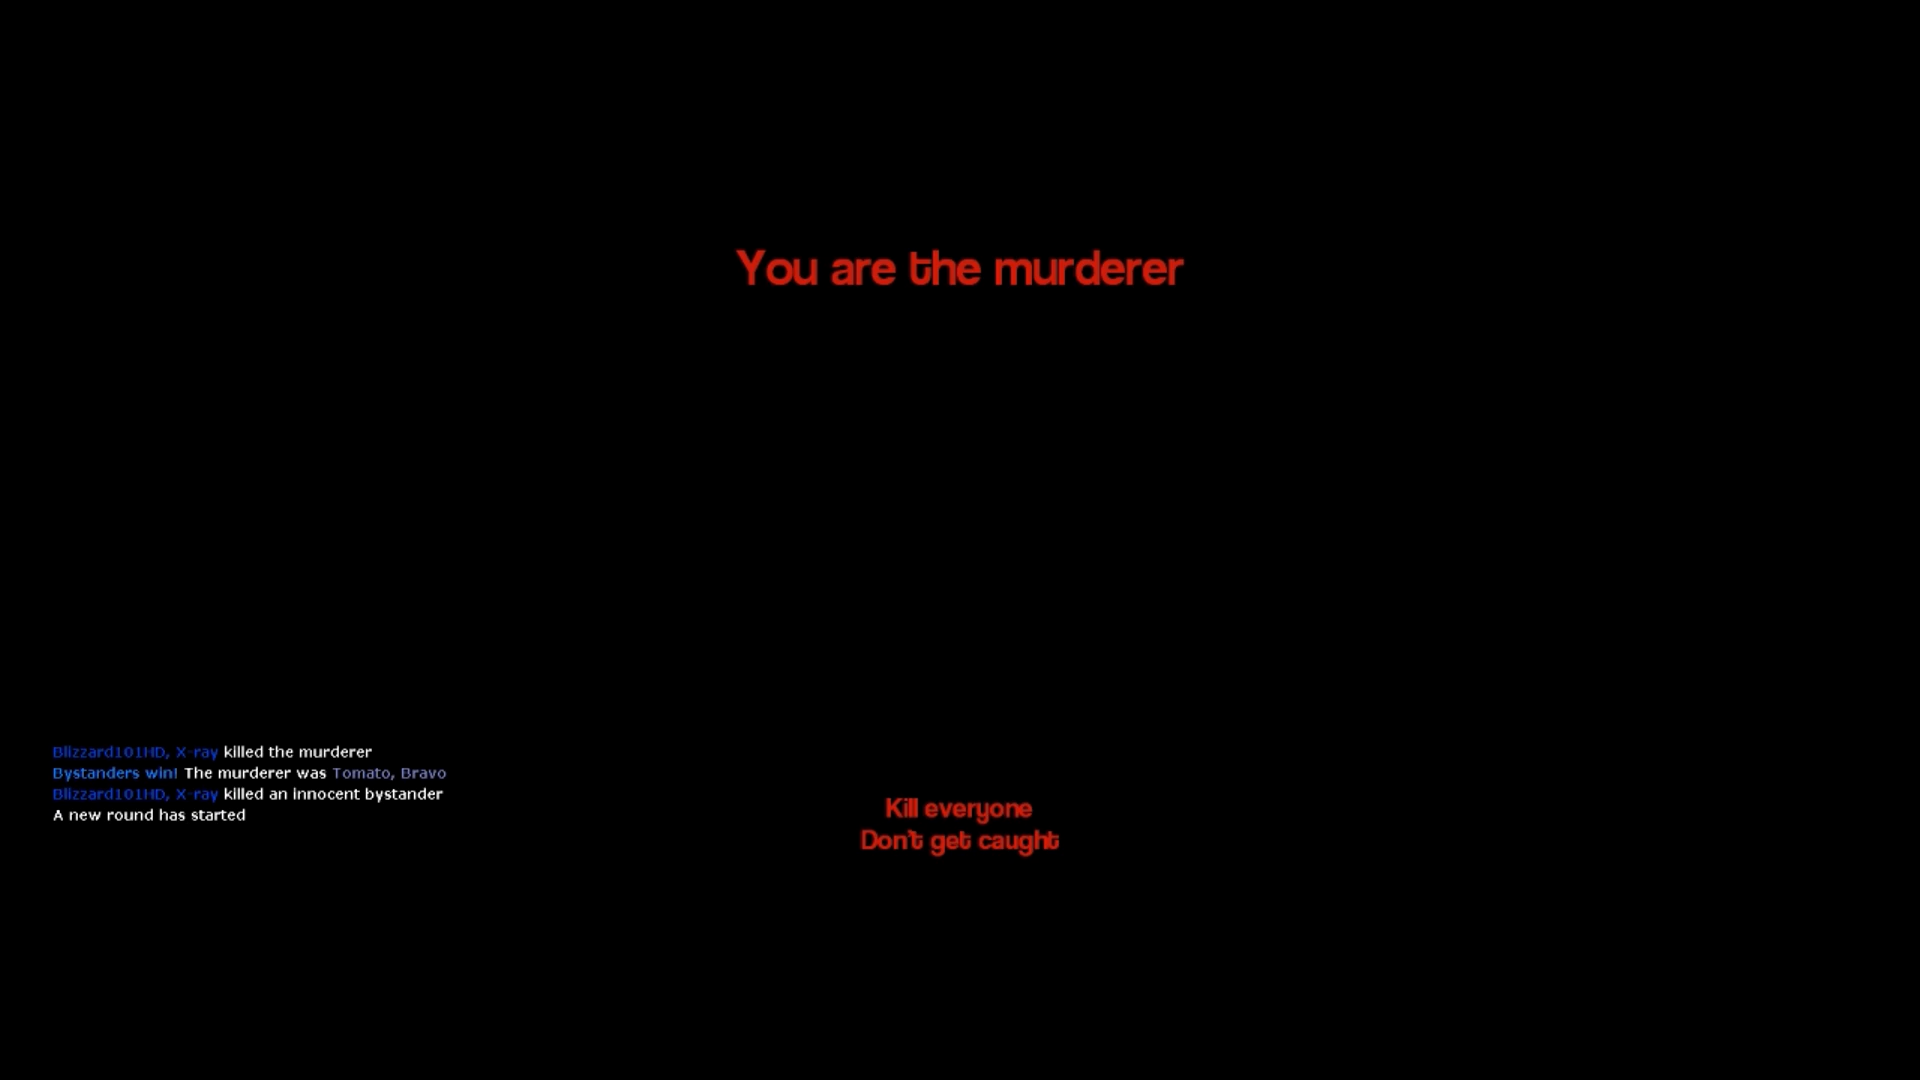 You are the murderer
Blizzard101HD, X-ray killed the murderer
Bystanders win! The murderer was Tomato, Bravo
Blizzard101HD, X-ray killed an innocent bystander
A new round has started
Kill everyone
Don't get caught